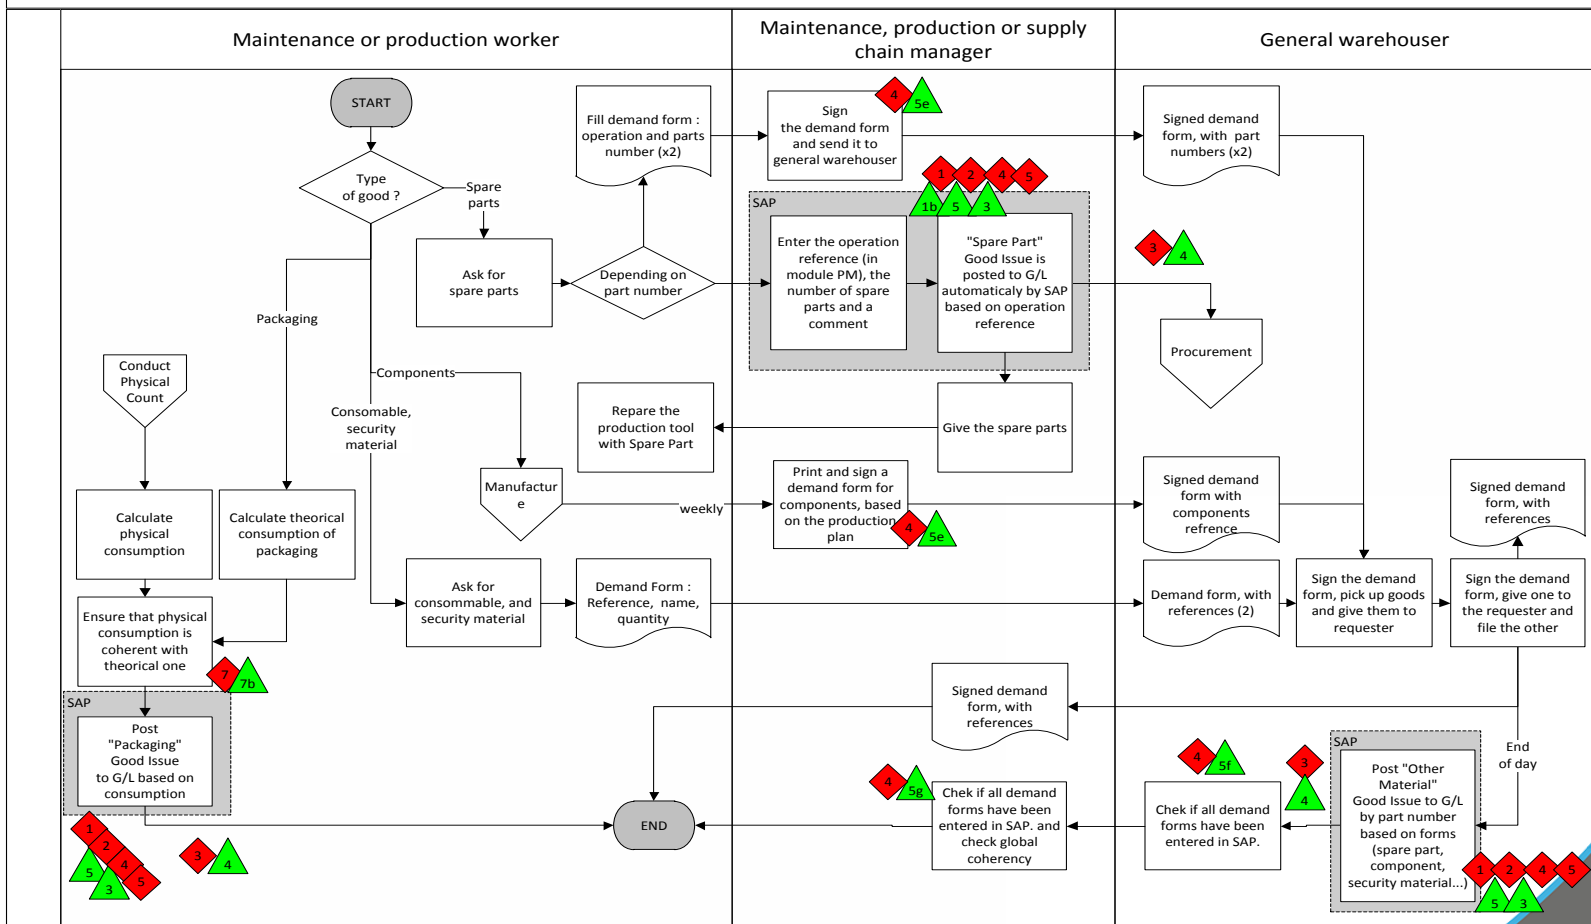 Maintenance or production worker
Maintenance, production or supply
chain manager
General warehouser
START
Type
of good ?
Spare
parts
Ask for
spare parts
Depending on
part number
Fill demand form :
operation and parts
number (x2)
Sign
the demand form
and send it to
general warehouser
4
5e
Signed demand
form, with  part
numbers (x2)
1
2
4
5
1b
5
3
SAP
Enter the operation
reference (in
module PM), the
number of spare
parts and a
comment
"Spare Part"
Good Issue is
posted to G/L
automaticaly by SAP
based on operation
reference
3
4
Procurement
Packaging
Components
Consomable,
security
material
Conduct
Physical
Count
Repare the
production tool
with Spare Part
Give the spare parts
Manufactur
e
weekly
Print and sign a
demand form for
components, based
on the production
plan
4
5e
Signed demand
form with
components
refrence
Signed demand
form, with
references
Calculate
physical
consumption
Calculate theorical
consumption of
packaging
Ask for
consommable, and
security material
Demand Form :
Reference,  name,
quantity
Demand form, with
references (2)
Sign the demand
form, pick up goods
and give them to
requester
Sign the demand
form, give one to
the requester and
file the other
Ensure that physical
consumption is
coherent with
theorical one
7
7b
SAP
Post
"Packaging"
Good Issue
to G/L based on
consumption
1
2
4
5
5
3
3
4
Signed demand
form, with
references
END
4
5g
Chek if all demand
forms have been
entered in SAP. and
check global
coherency
4
5f
Chek if all demand
forms have been
entered in SAP.
3
4
SAP
Post "Other
Material"
Good Issue to G/L
by part number
based on forms
(spare part,
component,
security material...)
End
of day
1
2
4
5
5
3